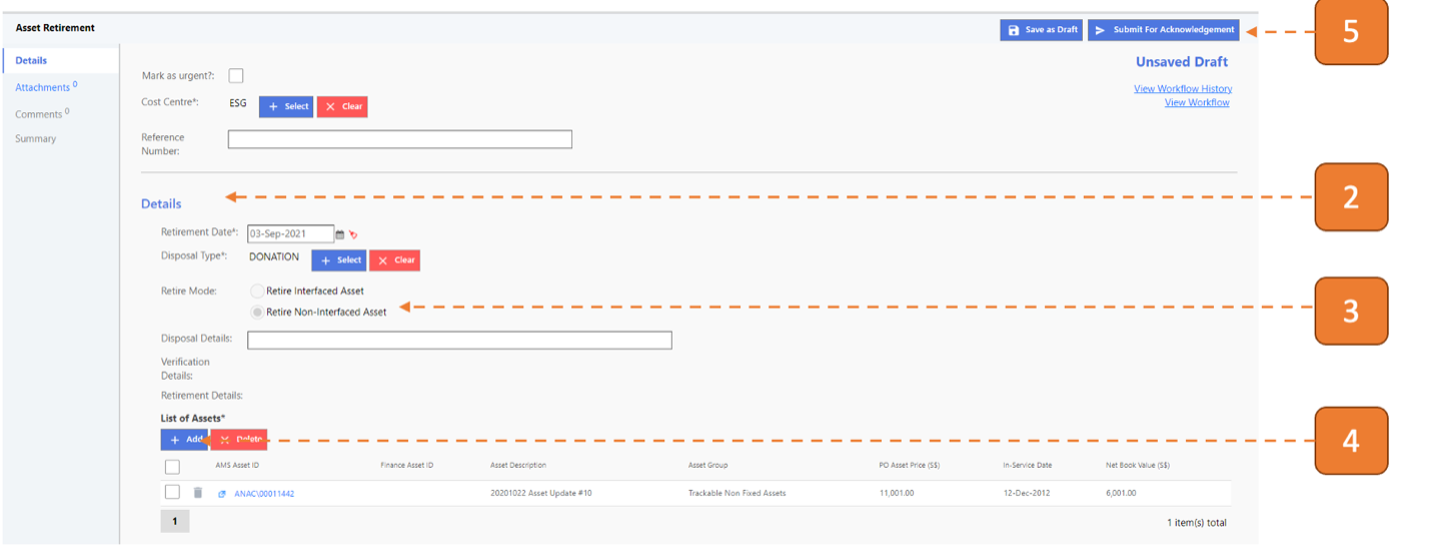 Asset Retirement
Save as Draft
Submit For Acknowledgement
5
Details
Attachments 0
Comments 0
Summary
Unsaved Draft
View Workflow History
View Workflow
Mark as urgent?:
Cost Centre*: ESG + Select × Clear
Reference
Number:
2
Details
Retirement Date*: 03-Sep-2021
Disposal Type*: DONATION + Select × Clear
Retire Mode: Retire Interfaced Asset
Retire Non-Interfaced Asset
3
Disposal Details:
Verification
Details:
Retirement Details:
List of Assets*
+ Add Delete
4
AMS Asset ID Finance Asset ID Asset Description Asset Group PO Asset Price (S$) In-Service Date Net Book Value (S$)
ANAC\00011442 20201022 Asset Update #10 Trackable Non Fixed Assets 11,001.00 12-Dec-2012 6,001.00
1
1 item(s) total